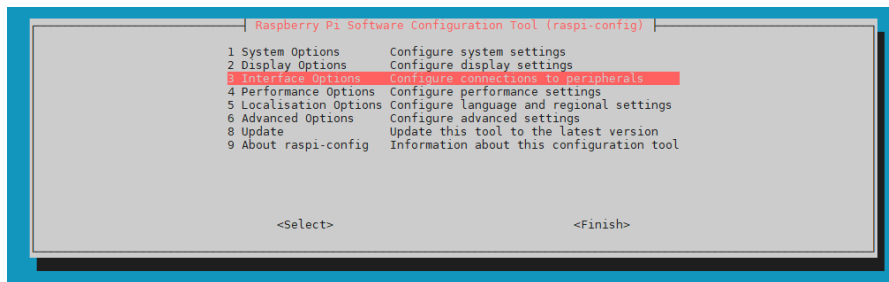 Raspberry Pi Software Configuration Tool (raspi-config)
1 System Options Configure system settings
2 Display Options Configure display settings
3 Interface Options Configure connections to peripherals
4 Performance Options Configure performance settings
5 Localisation Options Configure language and regional settings
6 Advanced Options Configure advanced settings
8 Update Update this tool to the latest version
9 About raspi-config Information about this configuration tool
<Select> <Finish>